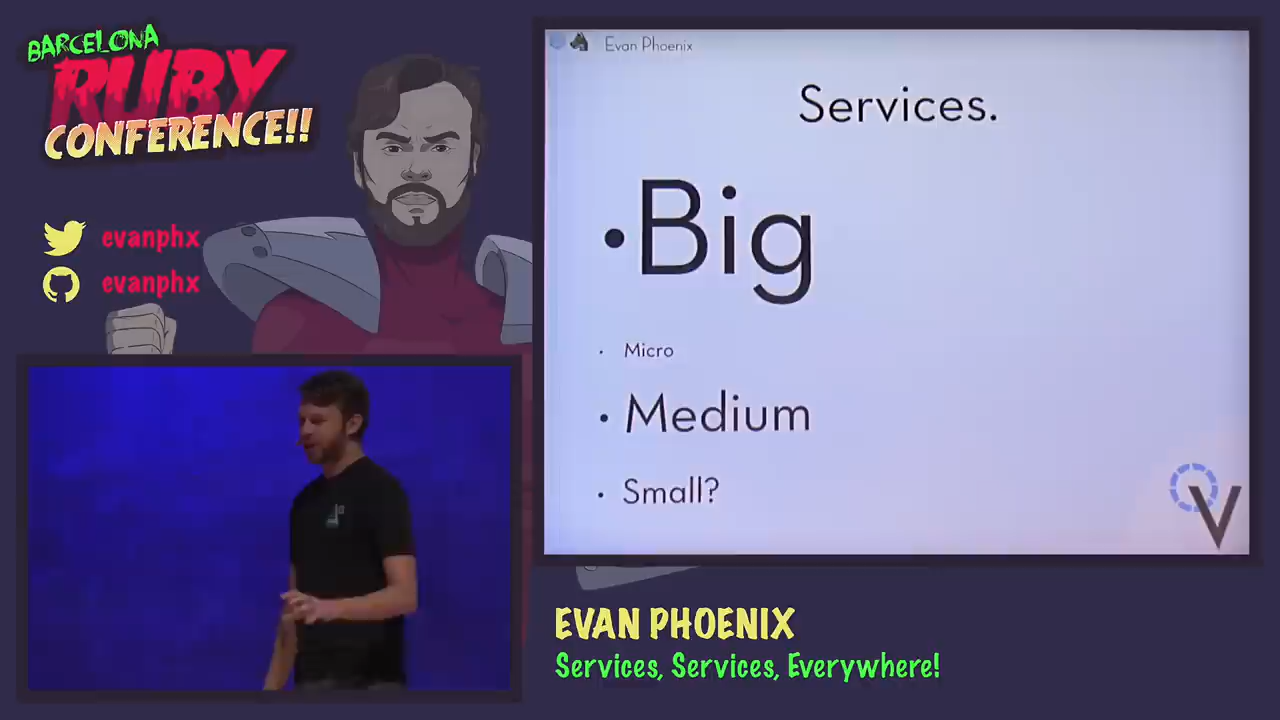 BARCELONA
RUBY
CONFERENCE!!
evanphx
evanphx
Evan Phoenix
Services.
•Big
• Micro
• Medium
• Small?
V
EVAN PHOENIX
Services, Services, Everywhere!